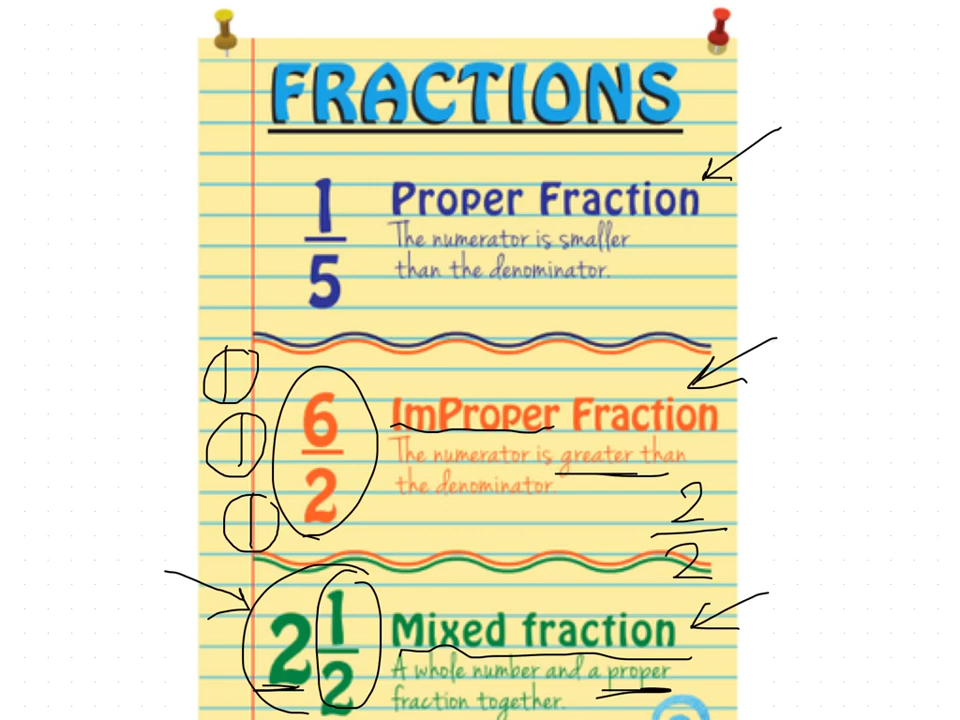 FRACTIONS
1
5
Proper Fraction
The numerator is smaller
than the denominator.
6
2
ImProper Fraction
The numerator is greater than
the denominator.
2
2
2 1
2
Mixed fraction
A whole number and a proper
fraction together.